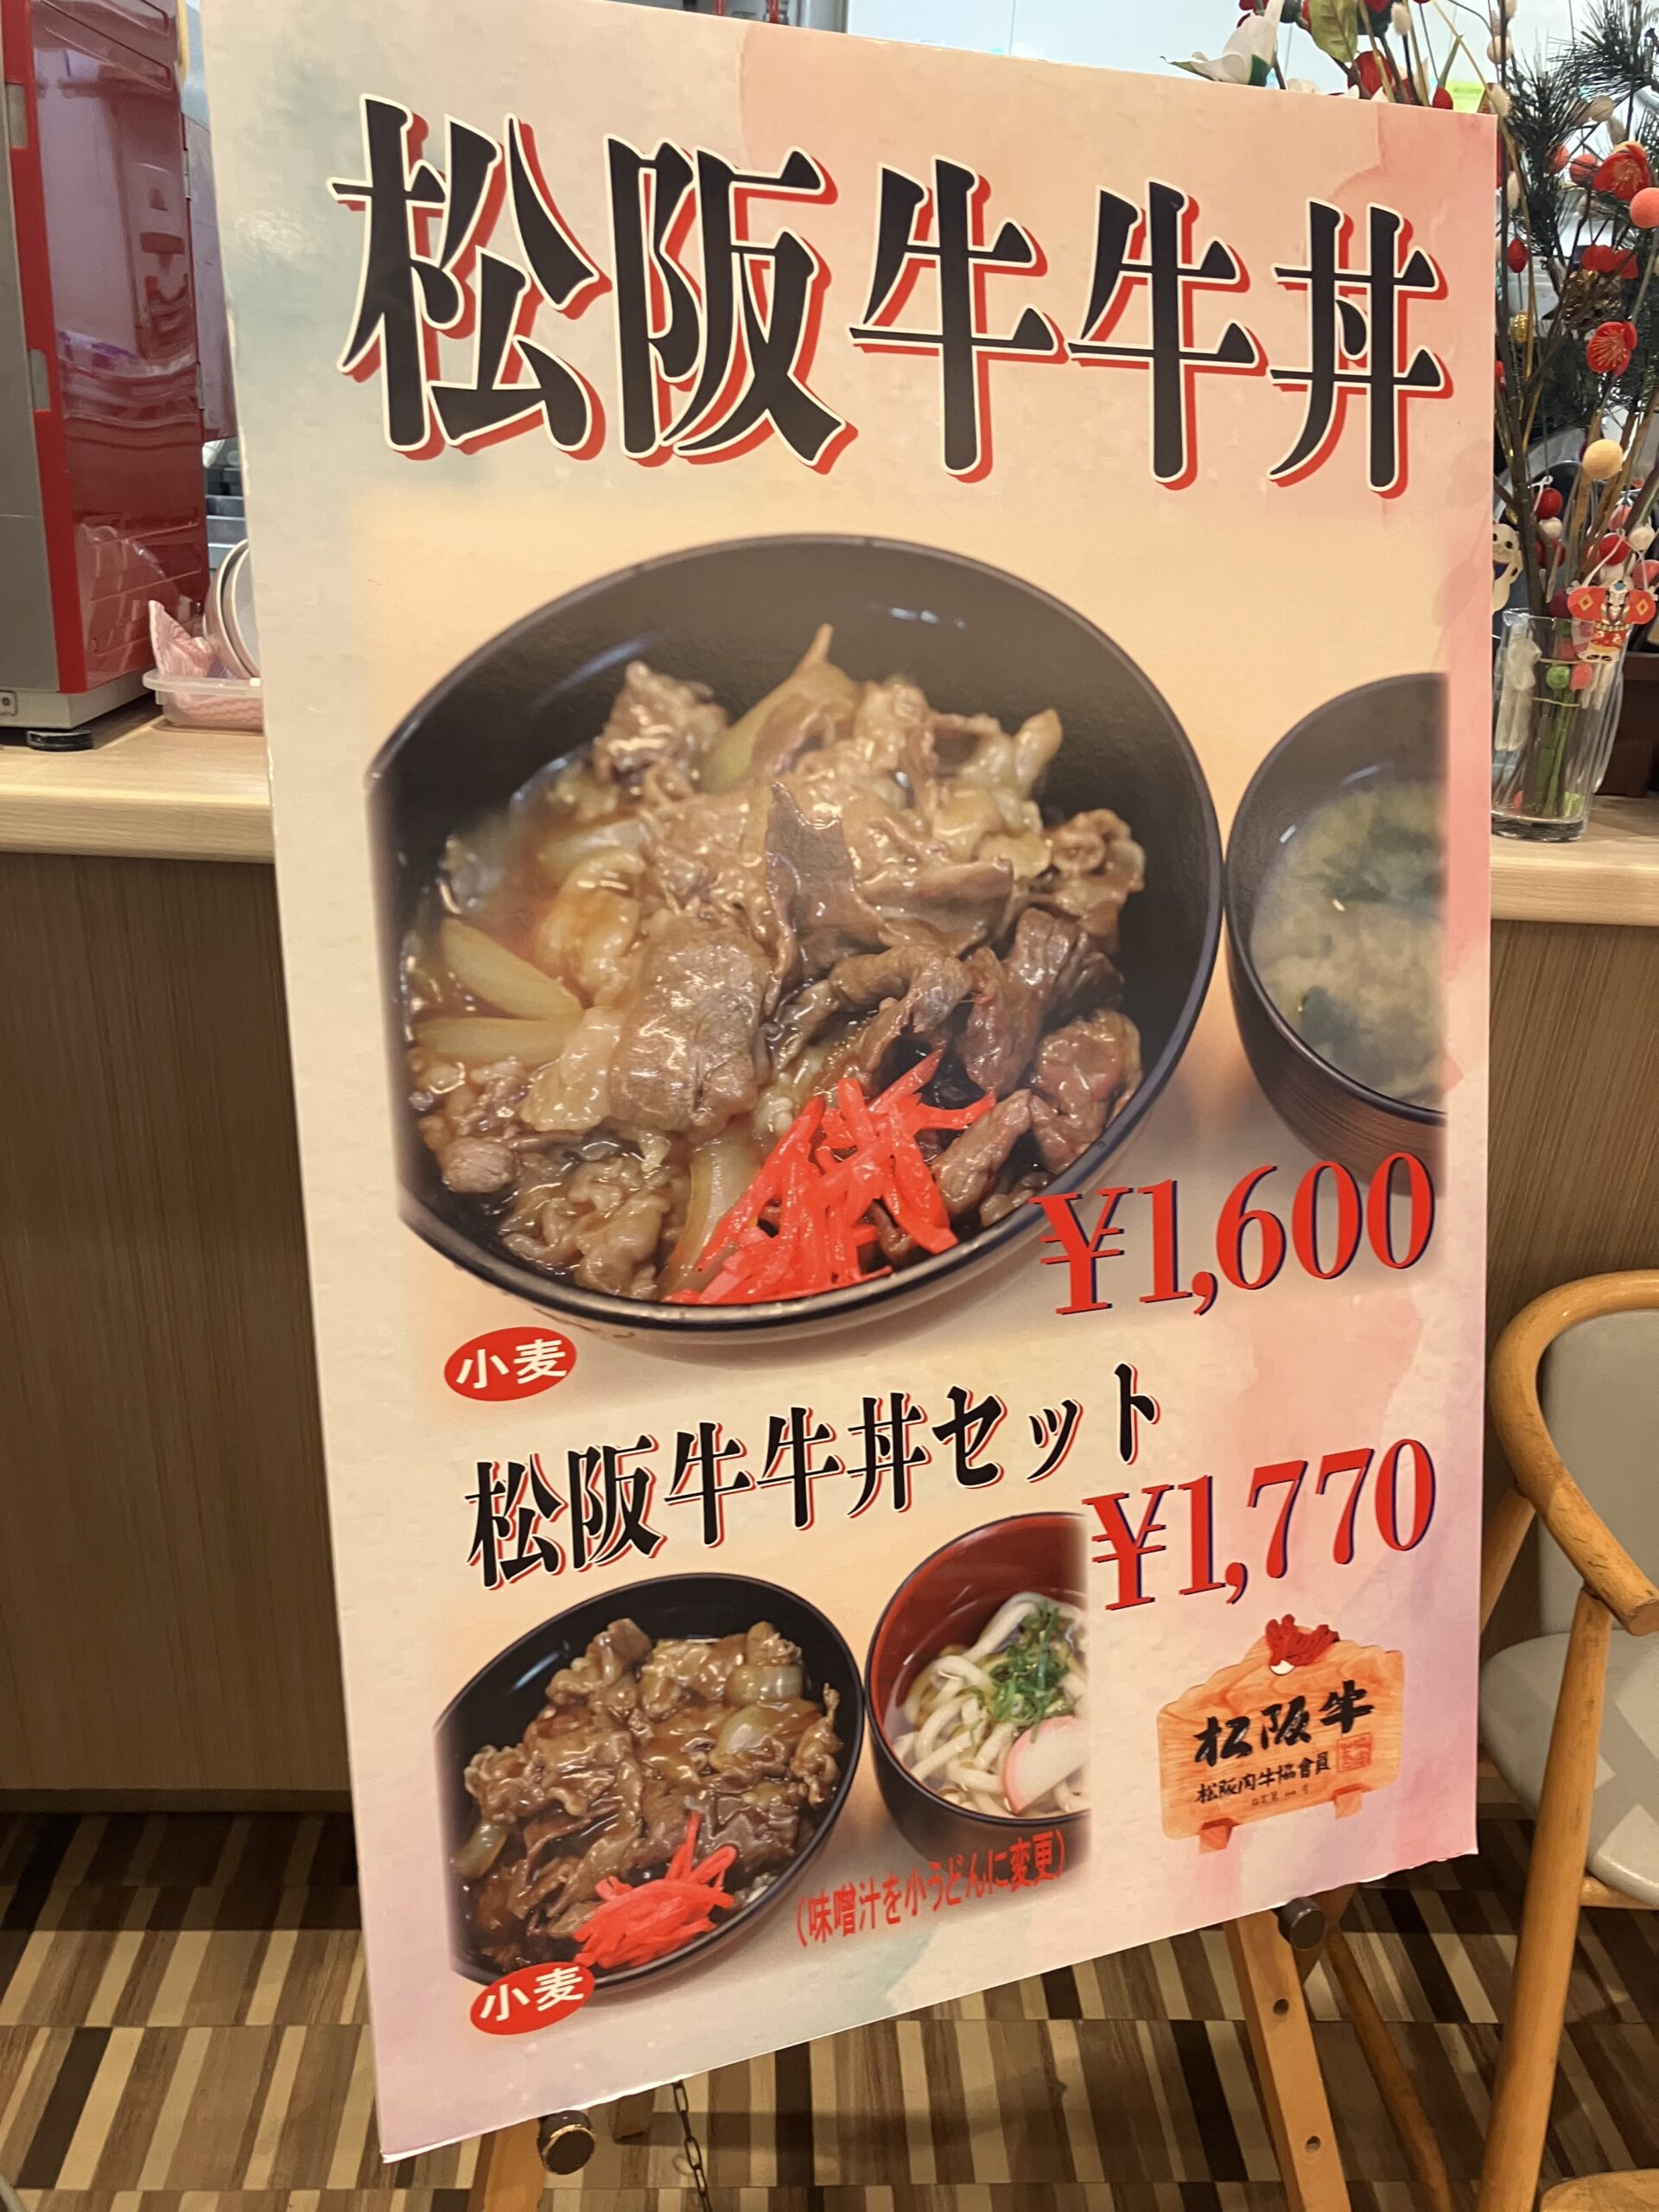 松阪牛牛丼
¥1,600
小麦
松阪牛牛丼セット
¥1,770
松阪牛
松阪肉牛協會員
(味噌汁を小うどんに変更)
小麦